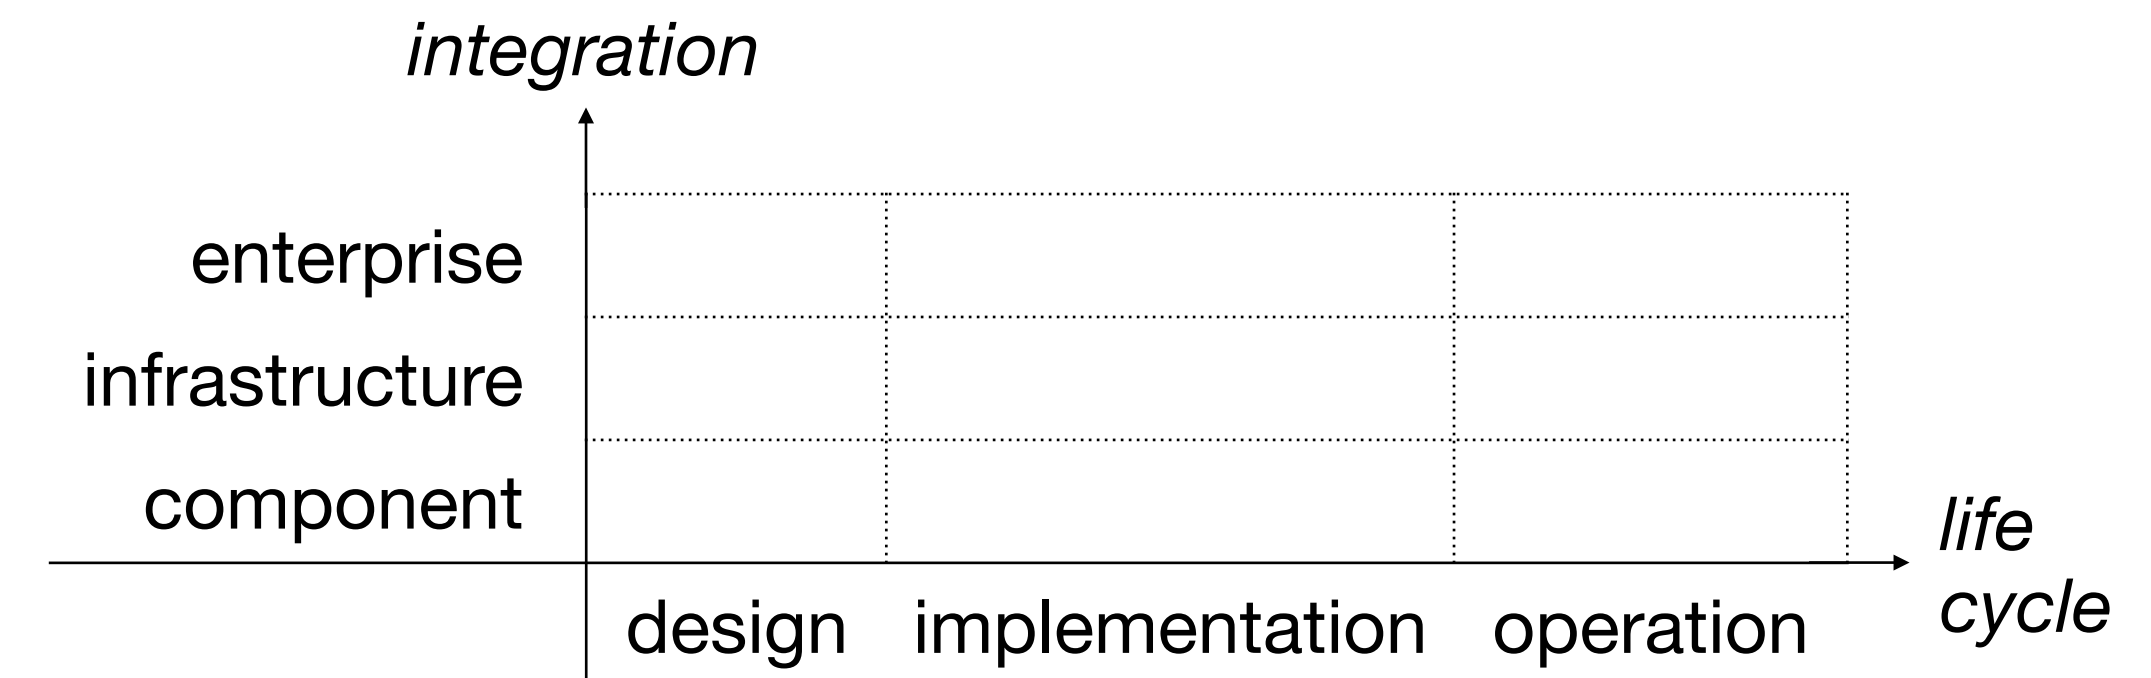 integration
enterprise
infrastructure
component
life
cycle
design implementation operation